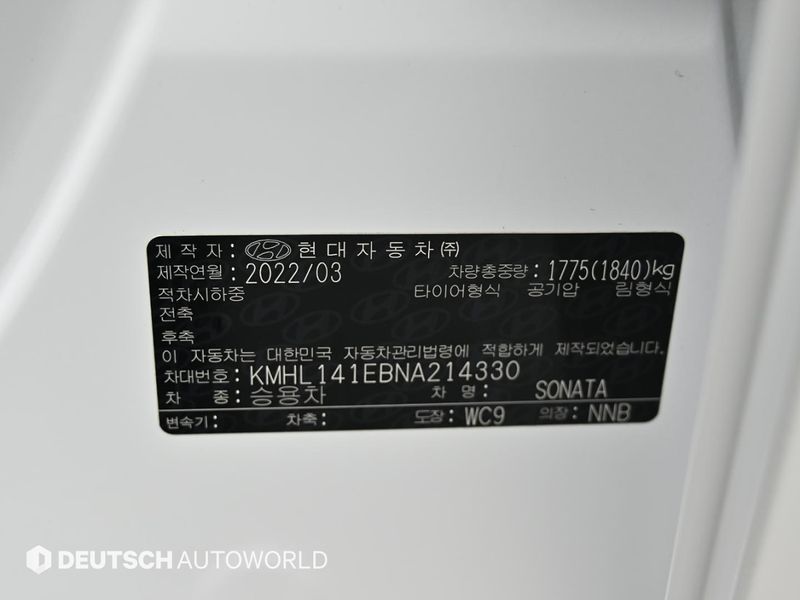 제 작 자 : 현대자동차㈜
제작연월 : 2022/03 차량총중량 : 1775(1840)kg
적차시하중 타이어형식 공기압 림형식
전축
후축
이 자동차는 대한민국 자동차관리법령에 적합하게 제작되었습니다.
차대번호 : KMHL141EBNA214330
차 종 : 승용차 차 명 : SONATA
변속기 : 차축 : 도장 : WC9 의장 : NNB
DEUTSCH AUTOWORLD